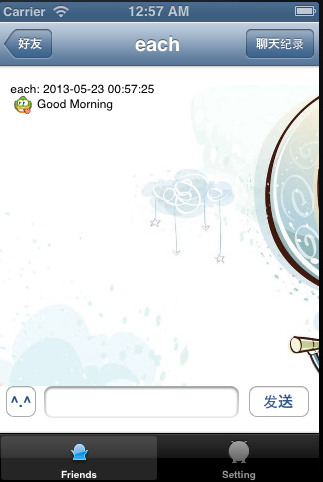 Carrier 12:57 AM
好友 each 聊天纪录
each: 2013-05-23 00:57:25
Good Morning
^.^ 发送
Friends Setting